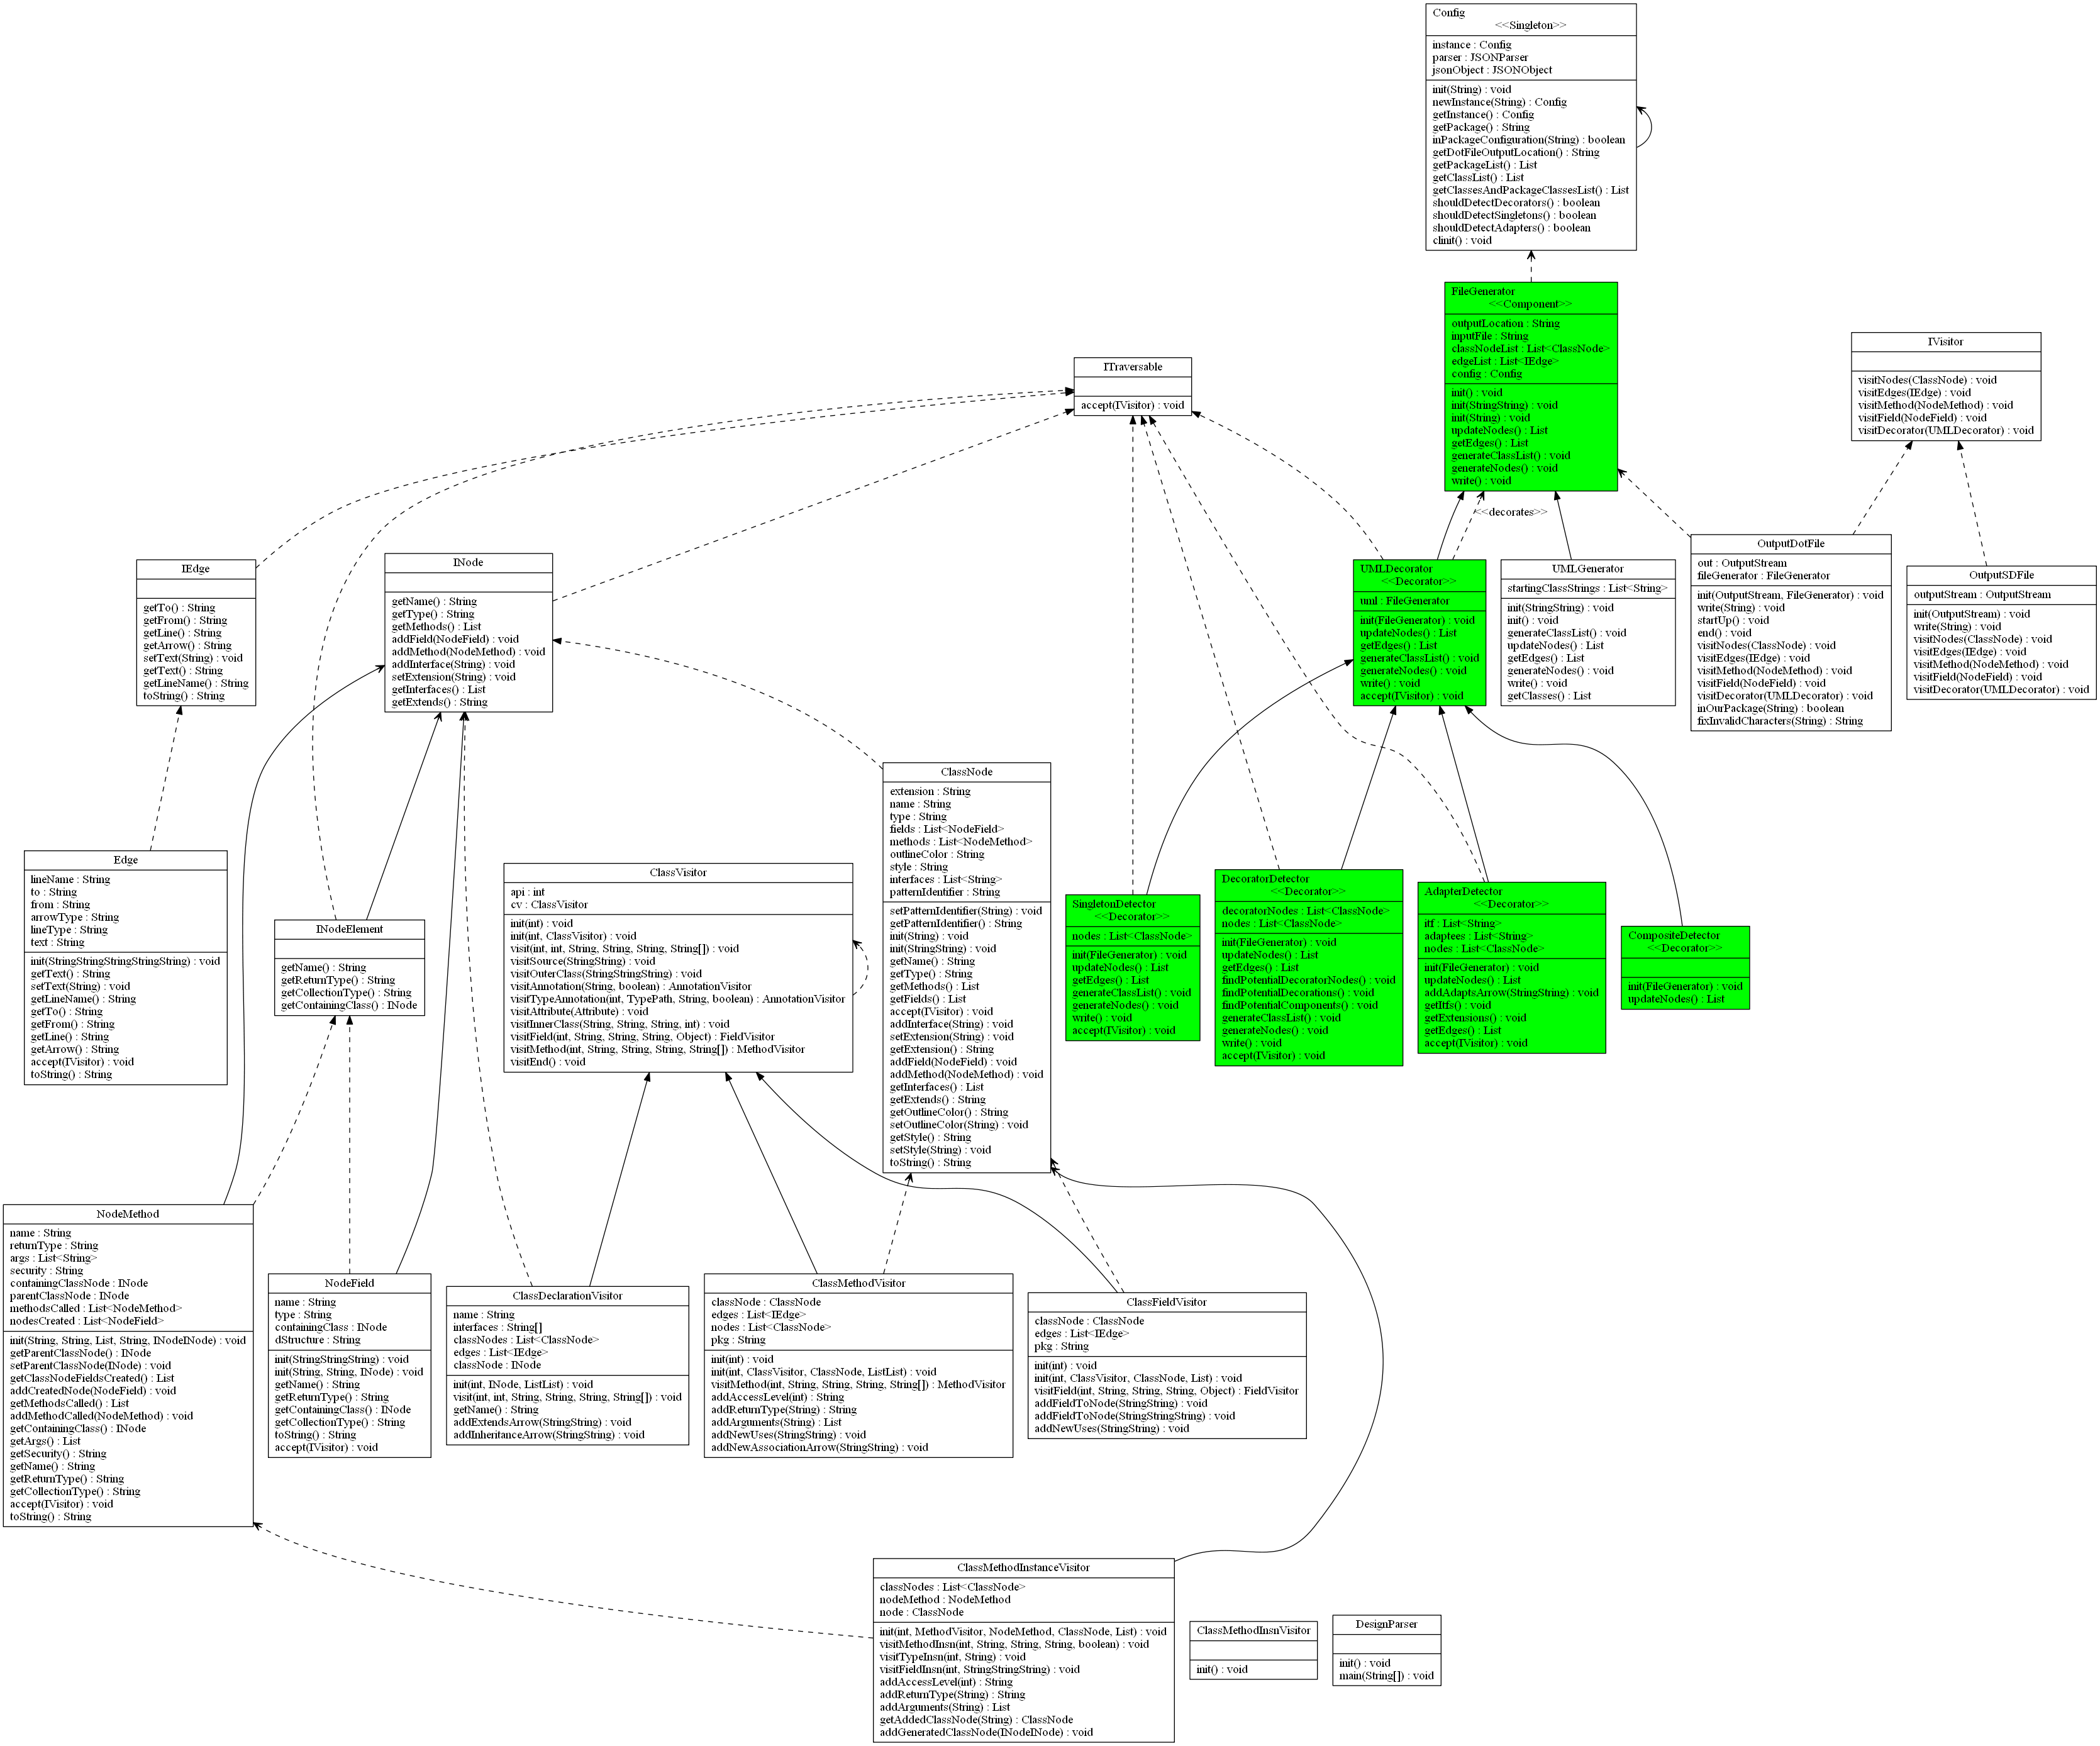 Config
<<Singleton>>
instance : Config
parser : JSONParser
jsonObject : JSONObject
init(String) : void
newInstance(String) : Config
getInstance() : Config
getPackage() : String
inPackageConfiguration(String) : boolean
getDotFileOutputLocation() : String
getPackageList() : List
getClassList() : List
getClassesAndPackageClassesList() : List
shouldDetectDecorators() : boolean
shouldDetectSingletons() : boolean
shouldDetectAdapters() : boolean
clinit() : void
FileGenerator
<<Component>>
outputLocation : String
inputFile : String
classNodeList : List<ClassNode>
edgeList : List<IEdge>
config : Config
init() : void
init(StringString) : void
init(String) : void
updateNodes() : List
getEdges() : List
generateClassList() : void
generateNodes() : void
write() : void
IVisitor
visitNodes(ClassNode) : void
visitEdges(IEdge) : void
visitMethod(NodeMethod) : void
visitField(NodeField) : void
visitDecorator(UMLDecorator) : void
ITraversable
accept(IVisitor) : void
<<decorates>>
IEdge
getTo() : String
getFrom() : String
getLine() : String
getArrow() : String
setText(String) : void
getText() : String
getLineName() : String
toString() : String
INode
getName() : String
getType() : String
getMethods() : List
addField(NodeField) : void
addMethod(NodeMethod) : void
addInterface(String) : void
setExtension(String) : void
getInterfaces() : List
getExtends() : String
UMLDecorator
<<Decorator>>
uml : FileGenerator
init(FileGenerator) : void
updateNodes() : List
getEdges() : List
generateClassList() : void
generateNodes() : void
write() : void
accept(IVisitor) : void
UMLGenerator
startingClassStrings : List<String>
init(StringString) : void
init() : void
generateClassList() : void
updateNodes() : List
getEdges() : List
generateNodes() : void
write() : void
getClasses() : List
OutputDotFile
out : OutputStream
fileGenerator : FileGenerator
init(OutputStream, FileGenerator) : void
write(String) : void
startUp() : void
end() : void
visitNodes(ClassNode) : void
visitEdges(IEdge) : void
visitMethod(NodeMethod) : void
visitField(NodeField) : void
visitDecorator(UMLDecorator) : void
inOurPackage(String) : boolean
fixInvalidCharacters(String) : String
OutputSDFile
outputStream : OutputStream
init(OutputStream) : void
write(String) : void
visitNodes(ClassNode) : void
visitEdges(IEdge) : void
visitMethod(NodeMethod) : void
visitField(NodeField) : void
visitDecorator(UMLDecorator) : void
Edge
lineName : String
to : String
from : String
arrowType : String
lineType : String
text : String
init(StringStringStringStringString) : void
getText() : String
setText(String) : void
getLineName() : String
getTo() : String
getFrom() : String
getLine() : String
getArrow() : String
accept(IVisitor) : void
toString() : String
INodeElement
getName() : String
getReturnType() : String
getCollectionType() : String
getContainingClass() : INode
ClassVisitor
api : int
cv : ClassVisitor
init(int) : void
init(int, ClassVisitor) : void
visit(int, int, String, String, String, String[]) : void
visitSource(StringString) : void
visitOuterClass(StringStringString) : void
visitAnnotation(String, boolean) : AnnotationVisitor
visitTypeAnnotation(int, TypePath, String, boolean) : AnnotationVisitor
visitAttribute(Attribute) : void
visitInnerClass(String, String, String, int) : void
visitField(int, String, String, String, Object) : FieldVisitor
visitMethod(int, String, String, String, String[]) : MethodVisitor
visitEnd() : void
ClassNode
extension : String
name : String
type : String
fields : List<NodeField>
methods : List<NodeMethod>
outlineColor : String
style : String
interfaces : List<String>
patternIdentifier : String
setPatternIdentifier(String) : void
getPatternIdentifier() : String
init(String) : void
init(StringString) : void
getName() : String
getType() : String
getMethods() : List
getFields() : List
accept(IVisitor) : void
addInterface(String) : void
setExtension(String) : void
getExtension() : String
addField(NodeField) : void
addMethod(NodeMethod) : void
getInterfaces() : List
getExtends() : String
getOutlineColor() : String
setOutlineColor(String) : void
getStyle() : String
setStyle(String) : void
toString() : String
SingletonDetector
<<Decorator>>
nodes : List<ClassNode>
init(FileGenerator) : void
updateNodes() : List
getEdges() : List
generateClassList() : void
generateNodes() : void
write() : void
accept(IVisitor) : void
DecoratorDetector
<<Decorator>>
decoratorNodes : List<ClassNode>
nodes : List<ClassNode>
init(FileGenerator) : void
updateNodes() : List
getEdges() : List
findPotentialDecoratorNodes() : void
findPotentialDecorations() : void
findPotentialComponents() : void
generateClassList() : void
generateNodes() : void
write() : void
accept(IVisitor) : void
AdapterDetector
<<Decorator>>
itf : List<String>
adaptees : List<String>
nodes : List<ClassNode>
init(FileGenerator) : void
updateNodes() : List
addAdaptsArrow(StringString) : void
getItfs() : void
getExtensions() : void
getEdges() : List
accept(IVisitor) : void
CompositeDetector
<<Decorator>>
init(FileGenerator) : void
updateNodes() : List
NodeMethod
name : String
returnType : String
args : List<String>
security : String
containingClassNode : INode
parentClassNode : INode
methodsCalled : List<NodeMethod>
nodesCreated : List<NodeField>
init(String, String, List, String, INodeINode) : void
getParentClassNode() : INode
setParentClassNode(INode) : void
getClassNodeFieldsCreated() : List
addCreatedNode(NodeField) : void
getMethodsCalled() : List
addMethodCalled(NodeMethod) : void
getContainingClass() : INode
getArgs() : List
getSecurity() : String
getName() : String
getReturnType() : String
getCollectionType() : String
accept(IVisitor) : void
toString() : String
NodeField
name : String
type : String
containingClass : INode
dStructure : String
init(StringStringString) : void
init(String, String, INode) : void
getName() : String
getReturnType() : String
getContainingClass() : INode
getCollectionType() : String
toString() : String
accept(IVisitor) : void
ClassDeclarationVisitor
name : String
interfaces : String[]
classNodes : List<ClassNode>
edges : List<IEdge>
classNode : INode
init(int, INode, ListList) : void
visit(int, int, String, String, String, String[]) : void
getName() : String
addExtendsArrow(StringString) : void
addInheritanceArrow(StringString) : void
ClassMethodVisitor
classNode : ClassNode
edges : List<IEdge>
nodes : List<ClassNode>
pkg : String
init(int) : void
init(int, ClassVisitor, ClassNode, ListList) : void
visitMethod(int, String, String, String, String[]) : MethodVisitor
addAccessLevel(int) : String
addReturnType(String) : String
addArguments(String) : List
addNewUses(StringString) : void
addNewAssociationArrow(StringString) : void
ClassFieldVisitor
classNode : ClassNode
edges : List<IEdge>
pkg : String
init(int) : void
init(int, ClassVisitor, ClassNode, List) : void
visitField(int, String, String, String, Object) : FieldVisitor
addFieldToNode(StringString) : void
addFieldToNode(StringStringString) : void
addNewUses(StringString) : void
ClassMethodInstanceVisitor
classNodes : List<ClassNode>
nodeMethod : NodeMethod
node : ClassNode
init(int, MethodVisitor, NodeMethod, ClassNode, List) : void
visitMethodInsn(int, String, String, String, boolean) : void
visitTypeInsn(int, String) : void
visitFieldInsn(int, StringStringString) : void
addAccessLevel(int) : String
addReturnType(String) : String
addArguments(String) : List
getAddedClassNode(String) : ClassNode
addGeneratedClassNode(INodeINode) : void
ClassMethodInsnVisitor
init() : void
DesignParser
init() : void
main(String[]) : void